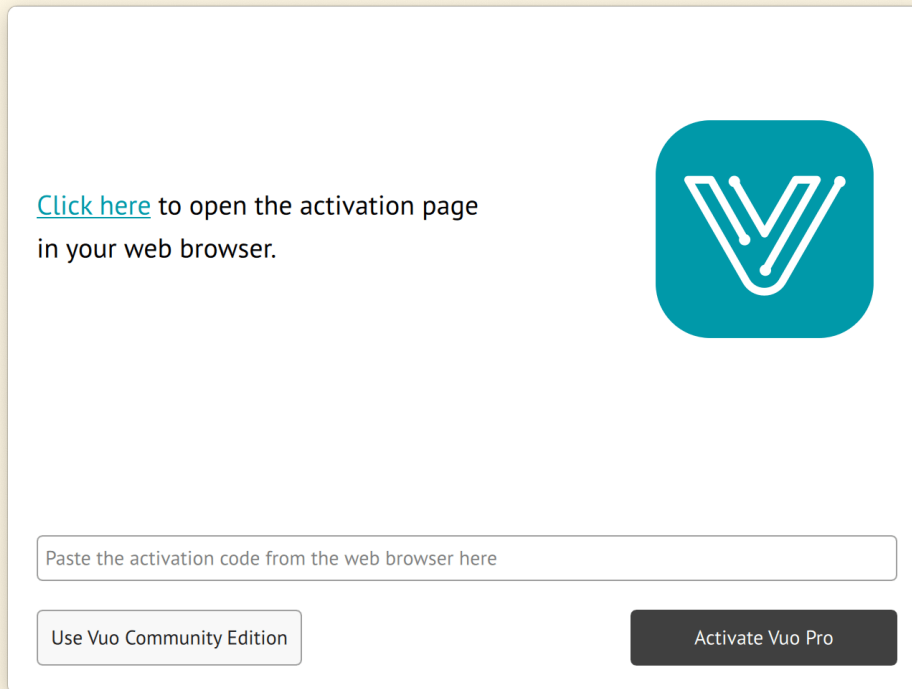 Click here to open the activation page
in your web browser.
Paste the activation code from the web browser here
Use Vuo Community Edition
Activate Vuo Pro